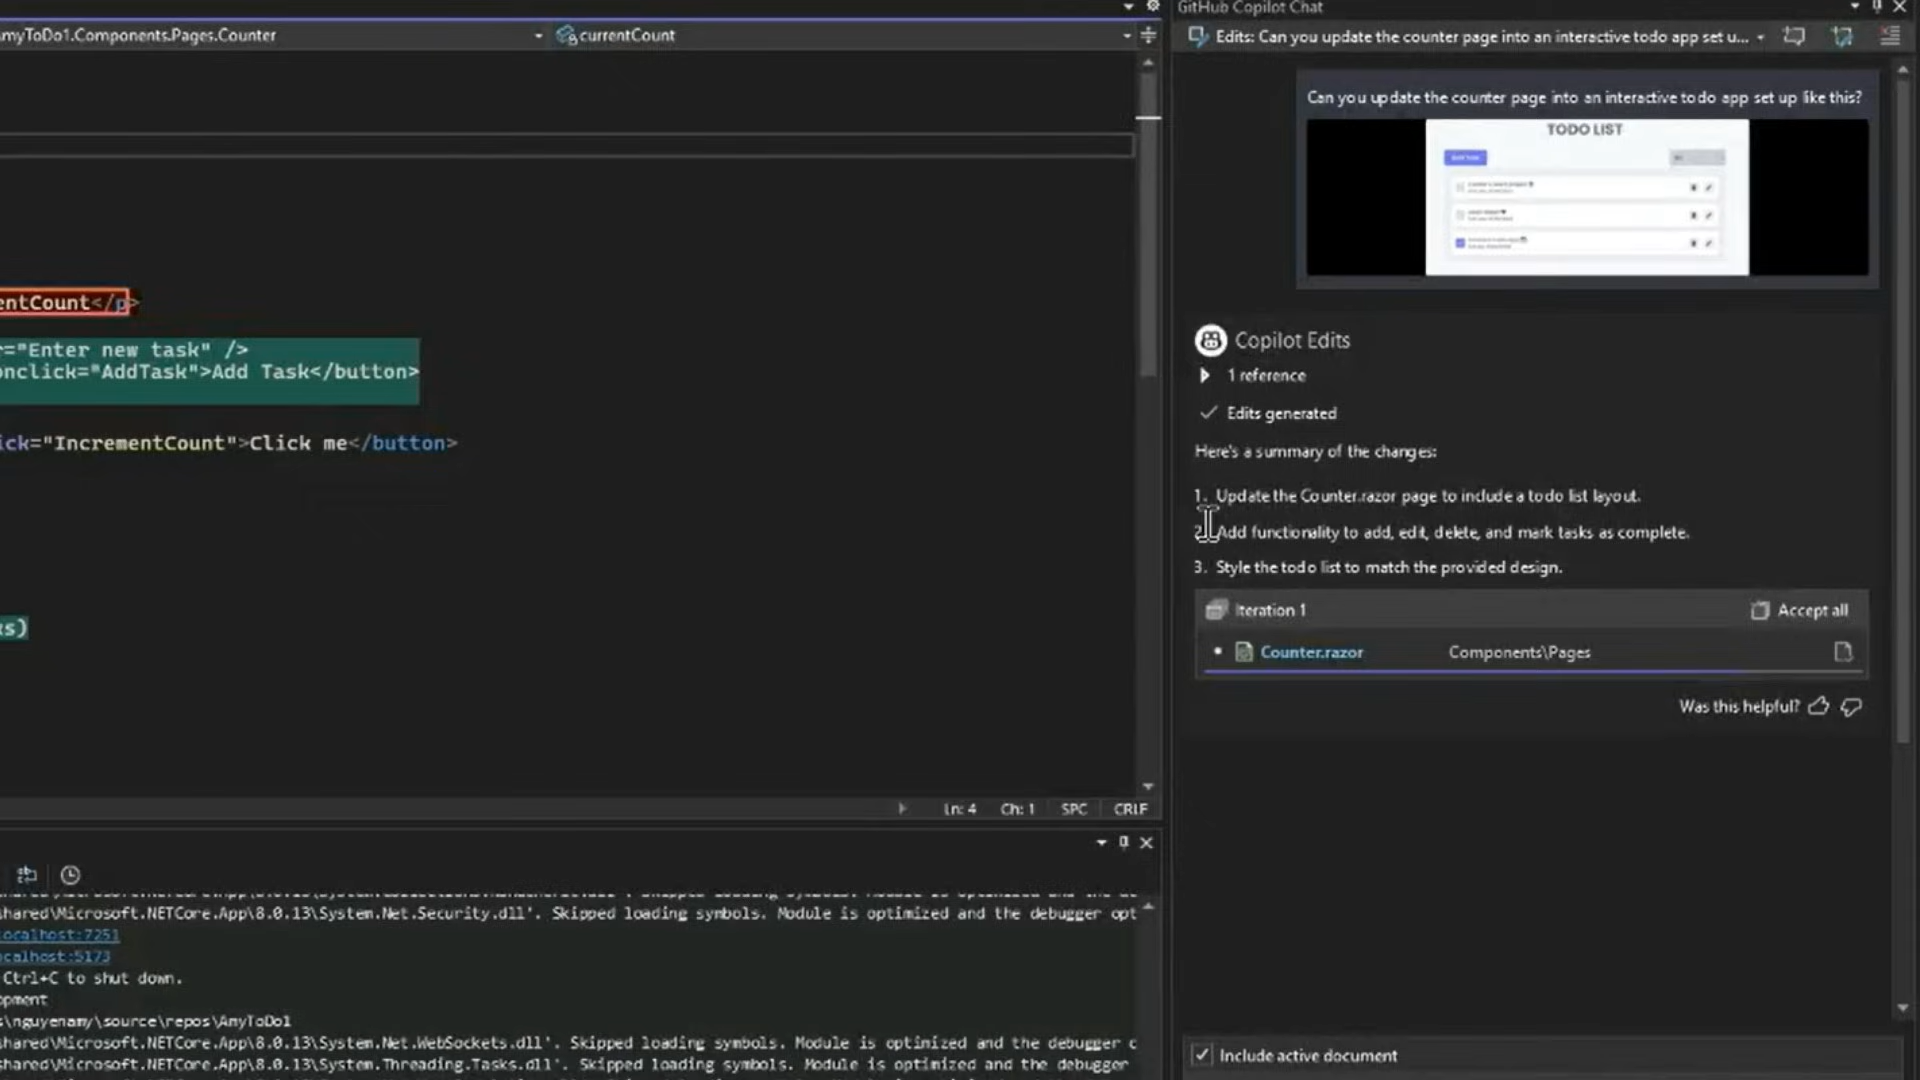 GitHub Copilot Chat
myToDo1.Components.Pages.Counter
currentCount
Edits: Can you update the counter page into an interactive todo app set u...
Can you update the counter page into an interactive todo app set up like this?
TODO LIST
entCount</p>
="Enter new task" />
onclick="AddTask">Add Task</button>
ick="IncrementCount">Click me</button>
s)
Copilot Edits
1 reference
Edits generated
Here's a summary of the changes:
1. Update the Counter.razor page to include a todo list layout.
2. Add functionality to add, edit, delete, and mark tasks as complete.
3. Style the todo list to match the provided design.
Iteration 1
Accept all
Counter.razor
Components\Pages
Was this helpful?
Ln: 4 Ch: 1 SPC CRLF
shared\Microsoft.NETCore.App\8.0.13\System.Net.Security.dll'. Skipped loading symbols. Module is optimized and the debugger opt
ocalhost:7251
ocalhost:5173
Ctrl+C to shut down.
opment
s\nguyenamy\source\repos\AmyToDo1
shared\Microsoft.NETCore.App\8.0.13\System.Net.WebSockets.dll'. Skipped loading symbols. Module is optimized and the debugger
shared\Microsoft.NETCore.App\8.0.13\System.Threading.Tasks.dll'. Skipped loading symbols. Module is optimized and the debugger
Include active document